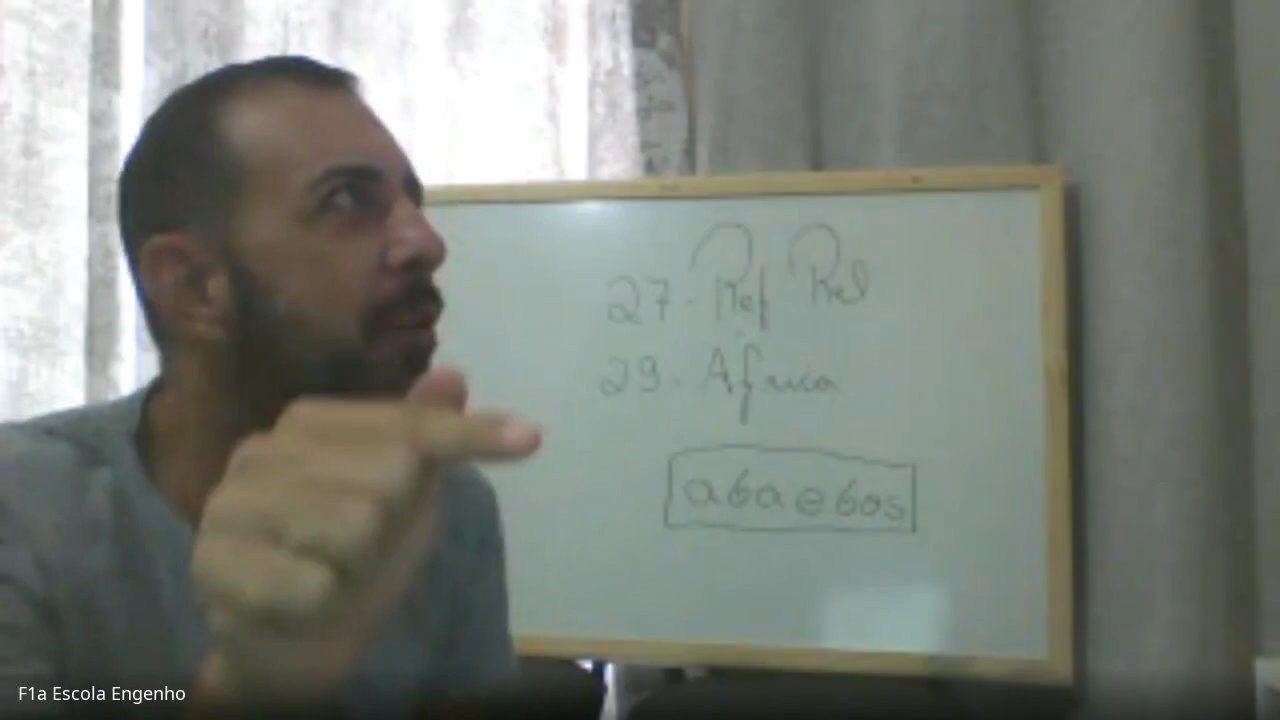 27 - Ref Rel
29 - África
abaebos
F1a Escola Engenho